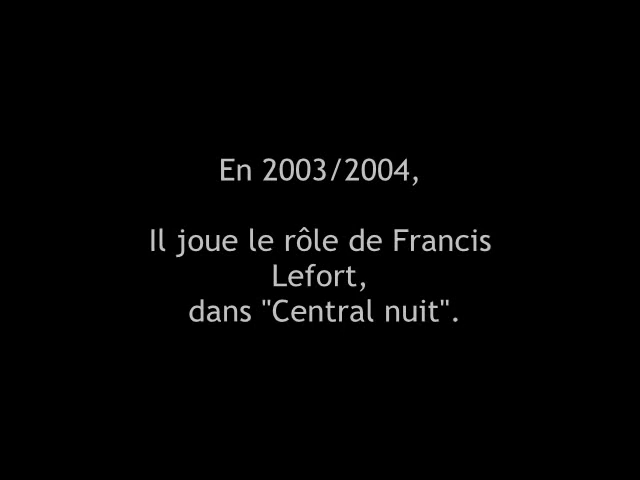 En 2003/2004,
Il joue le rôle de Francis
Lefort,
dans "Central nuit".